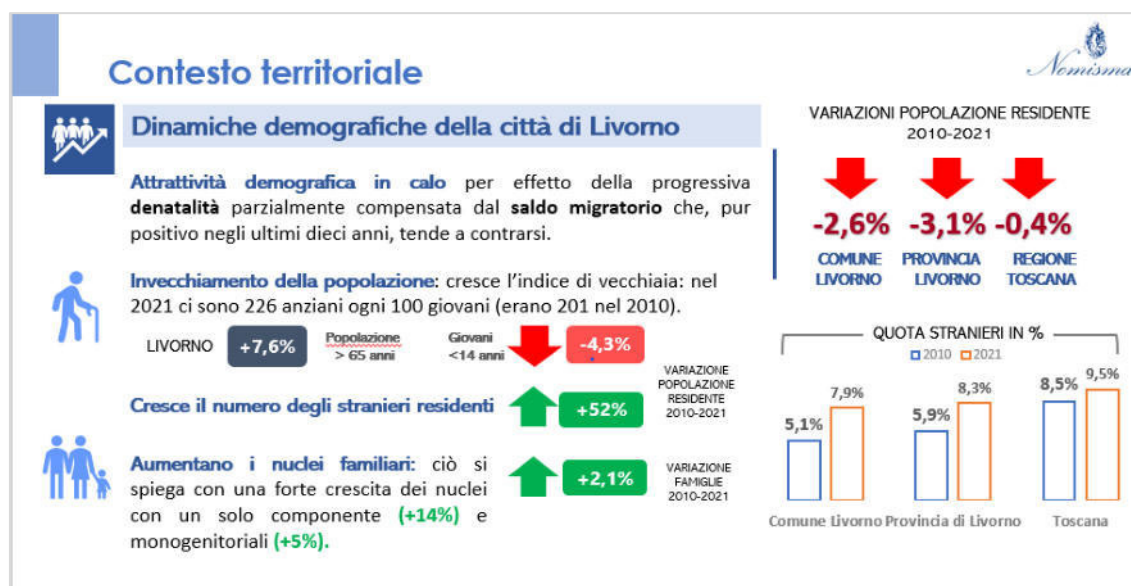 Contesto territoriale
Nomisma
Dinamiche demografiche della città di Livorno
Attrattività demografica in calo per effetto della progressiva
denatalità parzialmente compensata dal saldo migratorio che, pur
positivo negli ultimi dieci anni, tende a contrarsi.
Invecchiamento della popolazione: cresce l'indice di vecchiaia: nel
2021 ci sono 226 anziani ogni 100 giovani (erano 201 nel 2010).
LIVORNO +7,6% Popolazione > 65 anni Giovani <14 anni -4,3%
VARIAZIONE
POPOLAZIONE
RESIDENTE
2010-2021
Cresce il numero degli stranieri residenti +52%
Aumentano i nuclei familiari: ciò si
spiega con una forte crescita dei nuclei
con un solo componente (+14%) e
monogenitoriali (+5%).
+2,1%
VARIAZIONE
FAMIGLIE
2010-2021
VARIAZIONI POPOLAZIONE RESIDENTE
2010-2021
-2,6% -3,1% -0,4%
COMUNE PROVINCIA REGIONE
LIVORNO LIVORNO TOSCANA
QUOTA STRANIERI IN %
2010 2021
5,1% 7,9% 5,9% 8,3% 8,5% 9,5%
Comune Livorno Provincia di Livorno Toscana